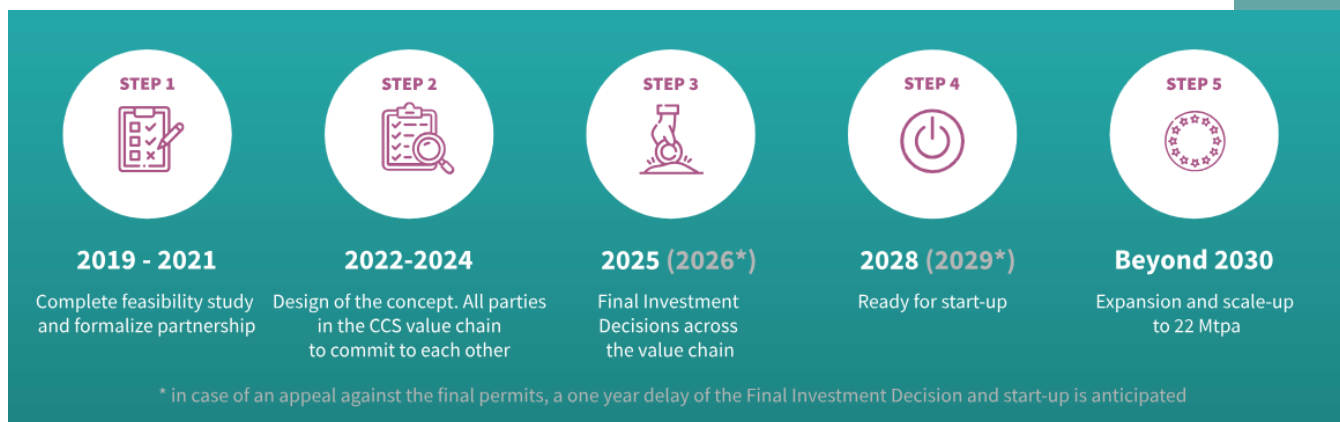 STEP 1
STEP 2
STEP 3
STEP 4
STEP 5
2019 - 2021
2022-2024
2025 (2026*)
2028 (2029*)
Beyond 2030
Complete feasibility study
and formalize partnership
Design of the concept. All parties
in the CCS value chain
to commit to each other
Final Investment
Decisions across
the value chain
Ready for start-up
Expansion and scale-up
to 22 Mtpa
* in case of an appeal against the final permits, a one year delay of the Final Investment Decision and start-up is anticipated